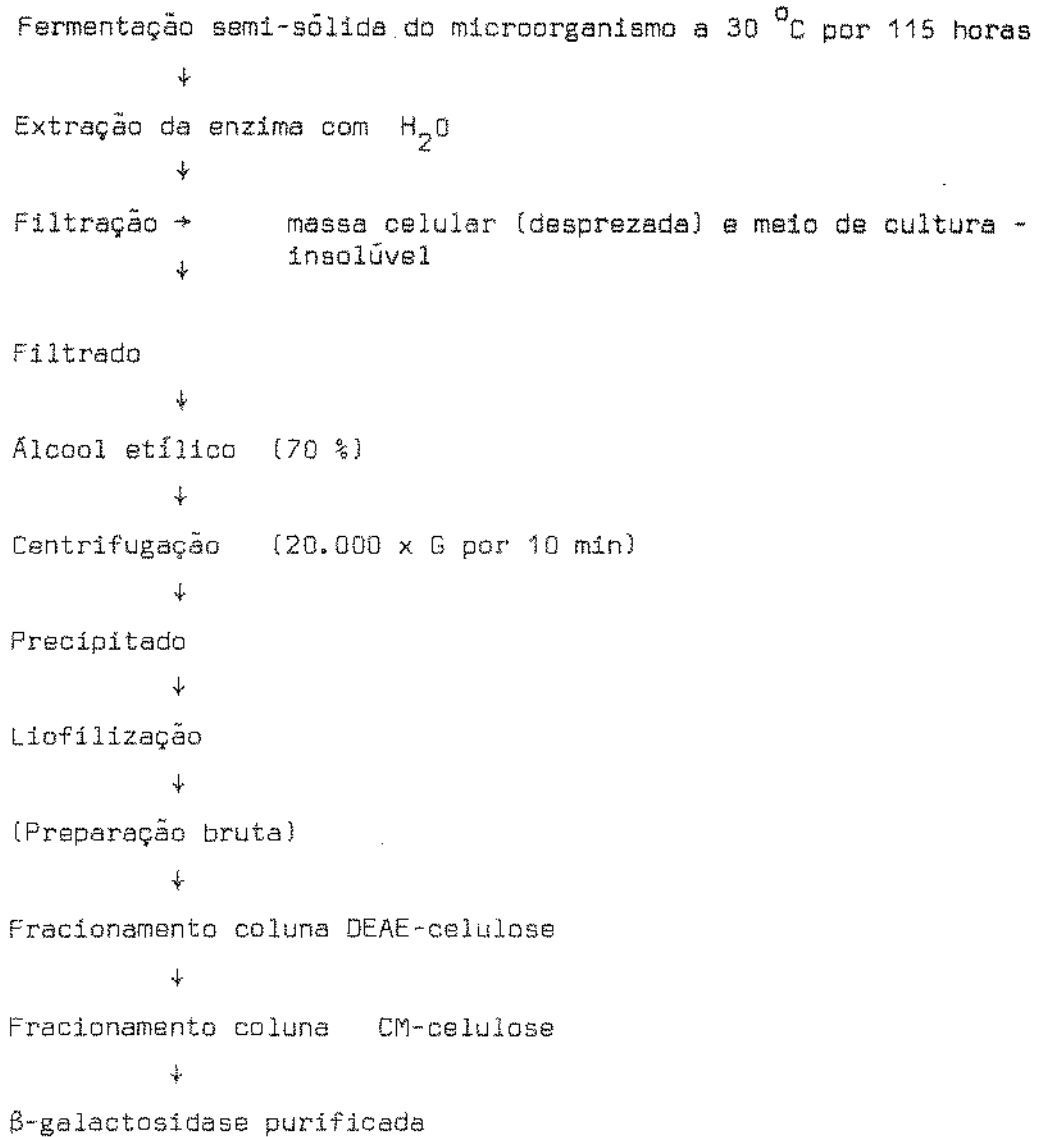 Fermentação semi-sólida do microorganismo a 30 °C por 115 horas
↓
Extração da enzima com H₂O
↓
Filtração → massa celular (desprezada) e meio de cultura -
insolúvel
↓
Filtrado
↓
Álcool etílico (70 %)
↓
Centrifugação (20.000 x G por 10 min)
↓
Precipitado
↓
Liofilização
↓
(Preparação bruta)
↓
Fracionamento coluna DEAE-celulose
↓
Fracionamento coluna CM-celulose
↓
β-galactosidase purificada